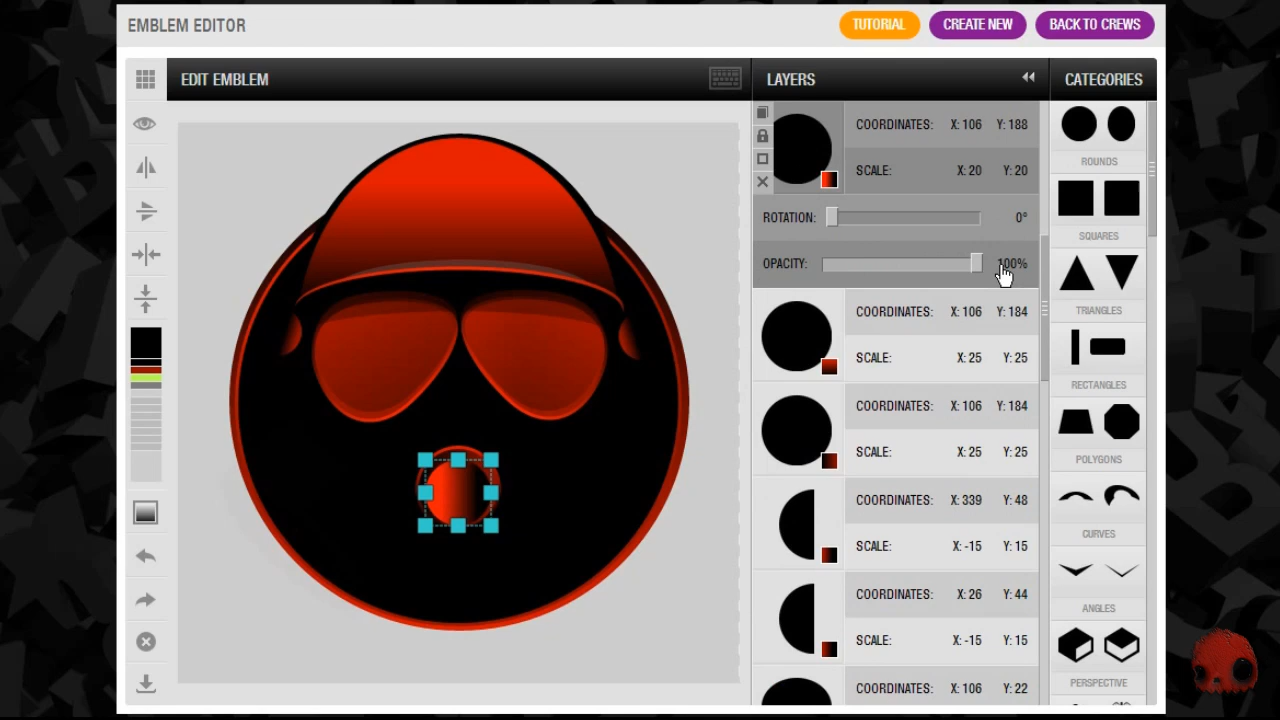 EMBLEM EDITOR
TUTORIAL CREATE NEW BACK TO CREWS
EDIT EMBLEM LAYERS CATEGORIES
COORDINATES: X: 106 Y: 188
SCALE: X: 20 Y: 20
ROTATION: 0°
OPACITY: 100%
COORDINATES: X: 106 Y: 184
SCALE: X: 25 Y: 25
COORDINATES: X: 106 Y: 184
SCALE: X: 25 Y: 25
COORDINATES: X: 339 Y: 48
SCALE: X: -15 Y: 15
COORDINATES: X: 26 Y: 44
SCALE: X: -15 Y: 15
COORDINATES: X: 106 Y: 22
ROUNDS
SQUARES
TRIANGLES
RECTANGLES
POLYGONS
CURVES
ANGLES
PERSPECTIVE